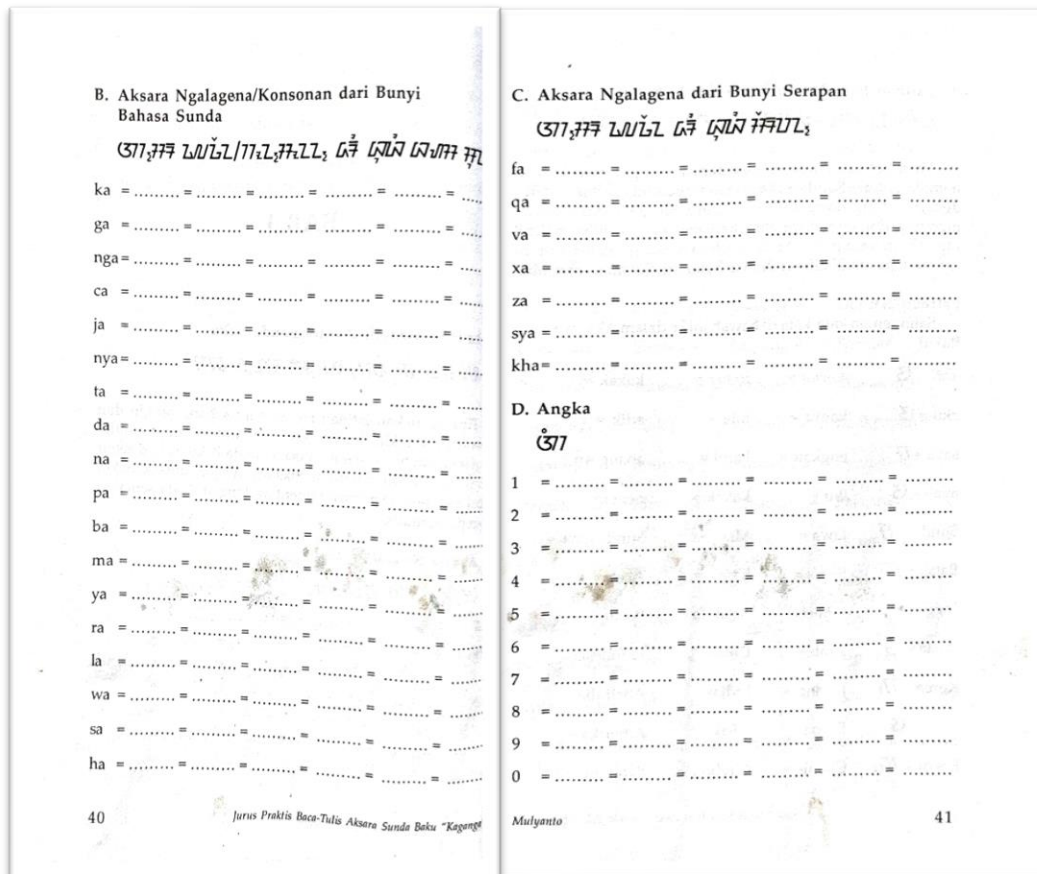 B. Aksara Ngalagena/Konsonan dari Bunyi
Bahasa Sunda
ka = ......... = ......... = ......... = ......... = ......... = .....
ga = ......... = ......... = ......... = ......... = ......... = .....
nga = ......... = ......... = ......... = ......... = ......... = .....
ca = ......... = ......... = ......... = ......... = ......... = .....
ja = ......... = ......... = ......... = ......... = ......... = .....
nya = ......... = ......... = ......... = ......... = ......... = .....
ta = ......... = ......... = ......... = ......... = ......... = .....
da = ......... = ......... = ......... = ......... = ......... = .....
na = ......... = ......... = ......... = ......... = ......... = .....
pa = ......... = ......... = ......... = ......... = ......... = .....
ba = ......... = ......... = ......... = ......... = ......... = .....
ma = ......... = ......... = ......... = ......... = ......... = .....
ya = ......... = ......... = ......... = ......... = ......... = .....
ra = ......... = ......... = ......... = ......... = ......... = .....
la = ......... = ......... = ......... = ......... = ......... = .....
wa = ......... = ......... = ......... = ......... = ......... = .....
sa = ......... = ......... = ......... = ......... = ......... = .....
ha = ......... = ......... = ......... = ......... = ......... = .....
40 Jurus Praktis Baca-Tulis Aksara Sunda Baku "Kagange
C. Aksara Ngalagena dari Bunyi Serapan
fa = ......... = ......... = ......... = ......... = ......... = .........
qa = ......... = ......... = ......... = ......... = ......... = .........
va = ......... = ......... = ......... = ......... = ......... = .........
xa = ......... = ......... = ......... = ......... = ......... = .........
za = ......... = ......... = ......... = ......... = ......... = .........
sya = ......... = ......... = ......... = ......... = ......... = .........
kha = ......... = ......... = ......... = ......... = ......... = .........
D. Angka
ᮃᮀᮊ
1 = ......... = ......... = ......... = ......... = ......... = .........
2 = ......... = ......... = ......... = ......... = ......... = .........
3 = ......... = ......... = ......... = ......... = ......... = .........
4 = ......... = ......... = ......... = ......... = ......... = .........
5 = ......... = ......... = ......... = ......... = ......... = .........
6 = ......... = ......... = ......... = ......... = ......... = .........
7 = ......... = ......... = ......... = ......... = ......... = .........
8 = ......... = ......... = ......... = ......... = ......... = .........
9 = ......... = ......... = ......... = ......... = ......... = .........
0 = ......... = ......... = ......... = ......... = ......... = .........
Mulyanto 41